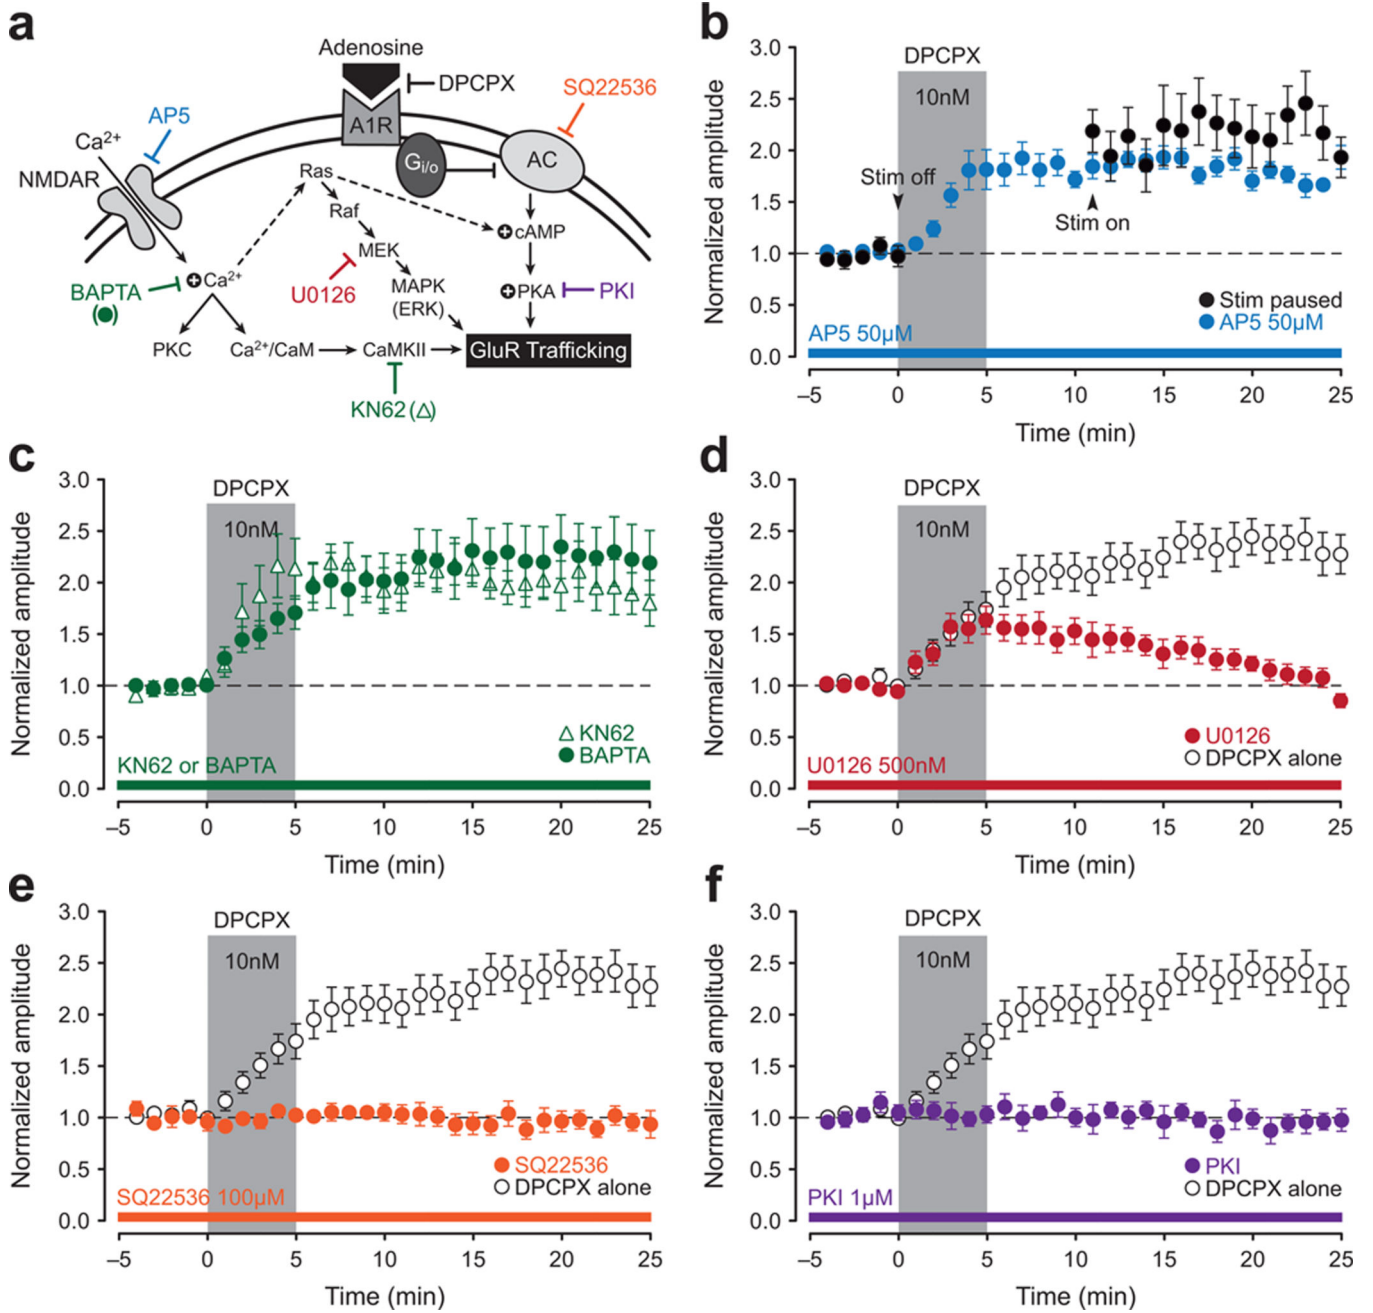 a
Adenosine
DPCPX
SQ22536
AP5
Ca²⁺
A1R
Gi/o
AC
NMDAR
Ras
Raf
cAMP
MEK
Ca²⁺
BAPTA
(●)
U0126
MAPK
(ERK)
PKA
PKI
PKC
Ca²⁺/CaM
CaMKII
GluR Trafficking
KN62 (△)
b
DPCPX
10nM
Stim off
Stim on
Stim paused
AP5 50µM
AP5 50µM
Normalized amplitude
3.0
2.5
2.0
1.5
1.0
0.5
0.0
–5 0 5 10 15 20 25
Time (min)
c
DPCPX
10nM
KN62
BAPTA
KN62 or BAPTA
Normalized amplitude
3.0
2.5
2.0
1.5
1.0
0.5
0.0
–5 0 5 10 15 20 25
Time (min)
d
DPCPX
10nM
U0126
DPCPX alone
U0126 500nM
Normalized amplitude
3.0
2.5
2.0
1.5
1.0
0.5
0.0
–5 0 5 10 15 20 25
Time (min)
e
DPCPX
10nM
SQ22536
DPCPX alone
SQ22536 100µM
Normalized amplitude
3.0
2.5
2.0
1.5
1.0
0.5
0.0
–5 0 5 10 15 20 25
Time (min)
f
DPCPX
10nM
PKI
DPCPX alone
PKI 1µM
Normalized amplitude
3.0
2.5
2.0
1.5
1.0
0.5
0.0
–5 0 5 10 15 20 25
Time (min)